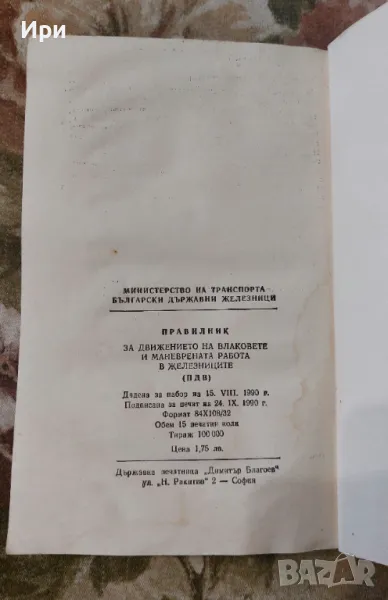 Ири
МИНИСТЕРСТВО НА ТРАНСПОРТА
БЪЛГАРСКИ ДЪРЖАВНИ ЖЕЛЕЗНИЦИ
ПРАВИЛНИК
ЗА ДВИЖЕНИЕТО НА ВЛАКОВЕТЕ
И МАНЕВРЕНАТА РАБОТА
В ЖЕЛЕЗНИЦИТЕ
(ПДВ)
Дадена за набор на 15. VIII. 1990 г.
Подписана за печат на 24. IX. 1990 г.
Формат 84X108/32
Обем 15 печатни коли
Тираж 100 000
Цена 1,75 лв.
Държавна печатница „Димитър Благоев“
ул. „Н. Ракитин“ 2 — София
BAZAR